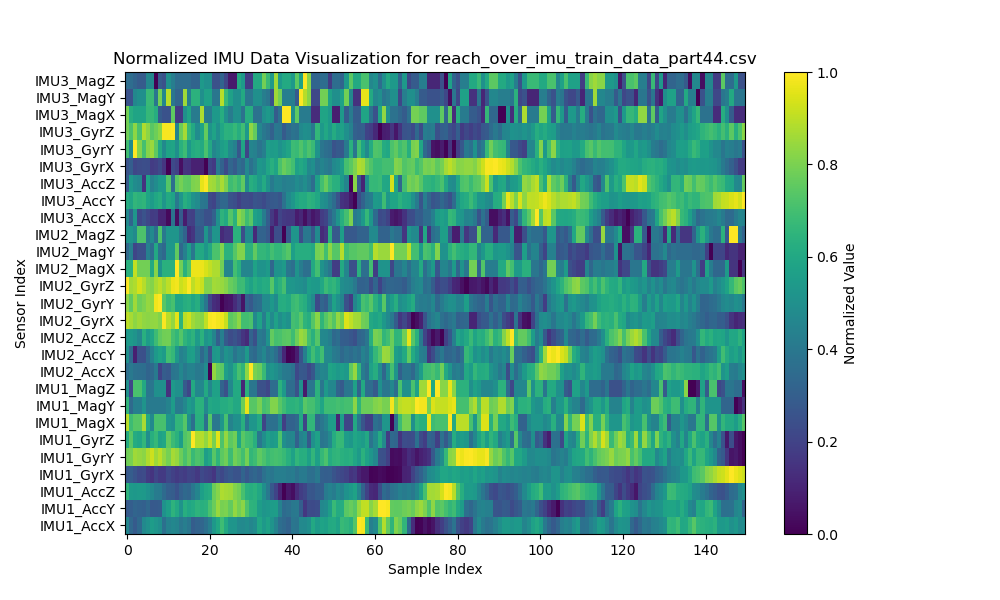 Normalized IMU Data Visualization for reach_over_imu_train_data_part44.csv
IMU3_MagZ
IMU3_MagY
IMU3_MagX
IMU3_GyrZ
IMU3_GyrY
IMU3_GyrX
IMU3_AccZ
IMU3_AccY
IMU3_AccX
IMU2_MagZ
IMU2_MagY
IMU2_MagX
IMU2_GyrZ
IMU2_GyrY
IMU2_GyrX
IMU2_AccZ
IMU2_AccY
IMU2_AccX
IMU1_MagZ
IMU1_MagY
IMU1_MagX
IMU1_GyrZ
IMU1_GyrY
IMU1_GyrX
IMU1_AccZ
IMU1_AccY
IMU1_AccX
Sensor Index
0 20 40 60 80 100 120 140
Sample Index
1.0
0.8
0.6
0.4
0.2
0.0
Normalized Value